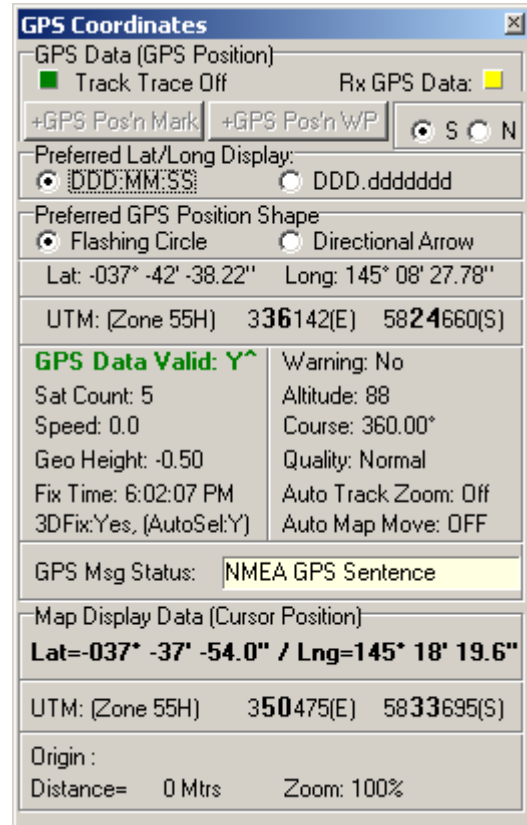 GPS Coordinates
GPS Data (GPS Position)
Track Trace Off Rx GPS Data:
+GPS Pos'n Mark +GPS Pos'n WP S N
Preferred Lat/Long Display:
DDD:MM:SS DDD.ddddddd
Preferred GPS Position Shape
Flashing Circle Directional Arrow
Lat: -037° -42' -38.22" Long: 145° 08' 27.78"
UTM: (Zone 55H) 336142(E) 5824660(S)
GPS Data Valid: Y^ Warning: No
Sat Count: 5 Altitude: 88
Speed: 0.0 Course: 360.00°
Geo Height: -0.50 Quality: Normal
Fix Time: 6:02:07 PM Auto Track Zoom: Off
3DFix:Yes, (AutoSel:Y) Auto Map Move: OFF
GPS Msg Status: NMEA GPS Sentence
Map Display Data (Cursor Position)
Lat=-037° -37' -54.0" / Lng=145° 18' 19.6"
UTM: (Zone 55H) 350475(E) 5833695(S)
Origin :
Distance= 0 Mtrs Zoom: 100%